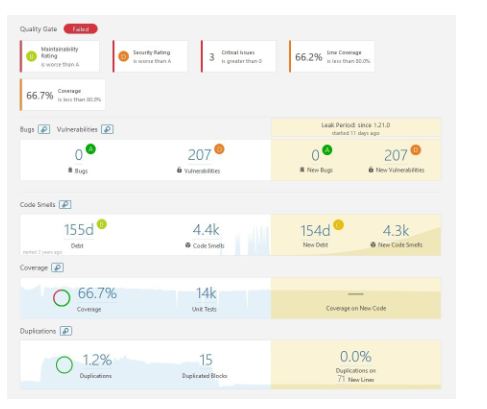 Quality Gate Failed
Maintainability
Rating
is worse than A
D Security Rating
is worse than A
3 Critical Issues
is greater than 0
66.2% Line Coverage
is less than 80.0%
66.7% Coverage
is less than 80.0%
Bugs Vulnerabilities
Leak Period: since 1.21.0
started 11 days ago
0 A
Bugs
207 D
Vulnerabilities
0 A
New Bugs
207 D
New Vulnerabilities
Code Smells
155d
Debt
4.4k
Code Smells
started 2 years ago
154d C
New Debt
4.3k
New Code Smells
Coverage
66.7%
Coverage
14k
Unit Tests
—
Coverage on New Code
Duplications
1.2%
Duplications
15
Duplicated Blocks
0.0%
Duplications on
71 New Lines